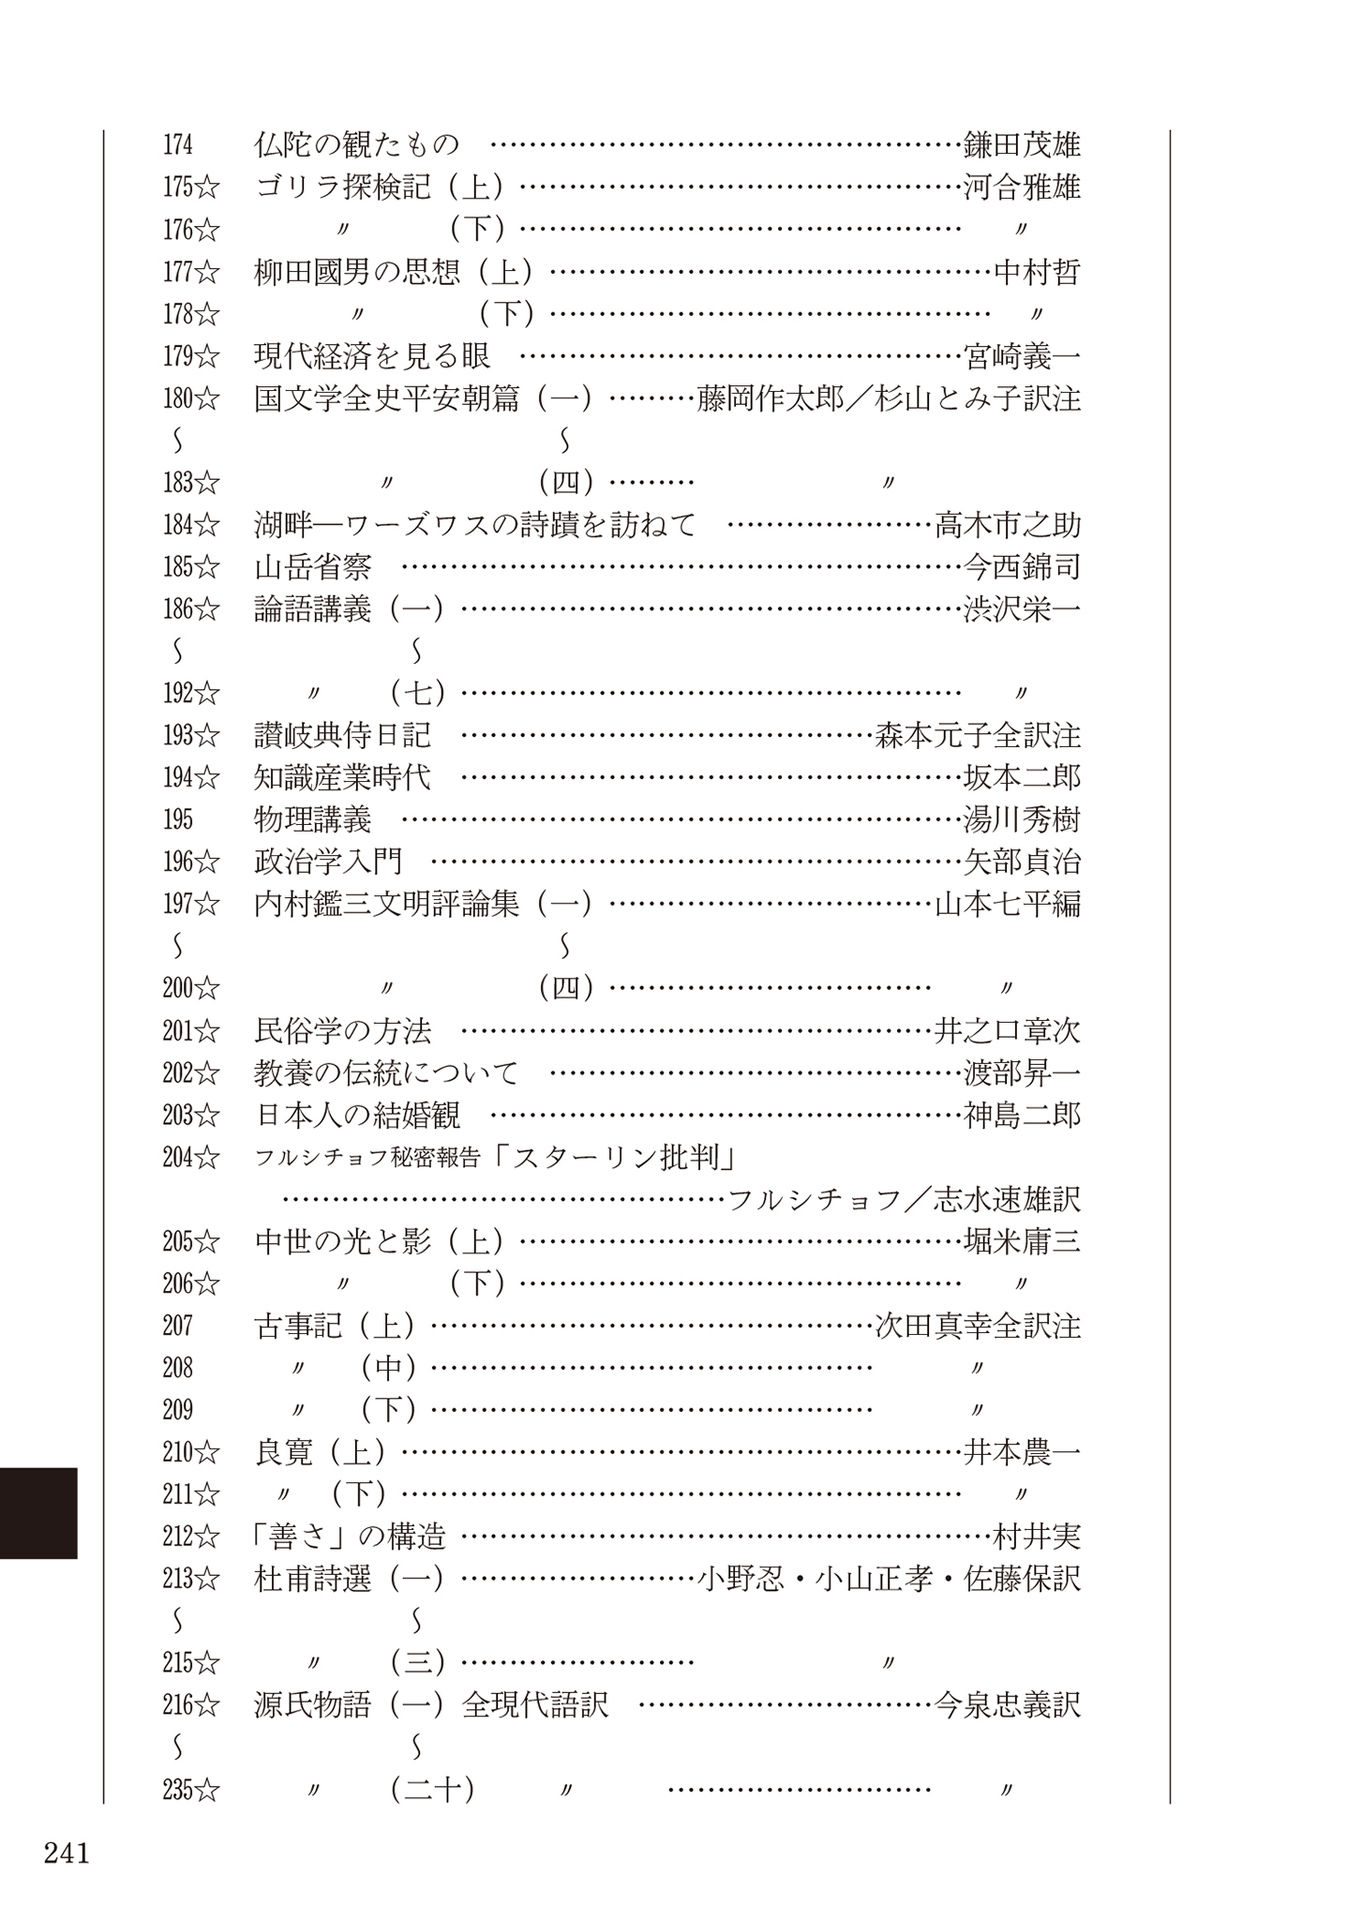 174 仏陀の観たもの ………………………………………鎌田茂雄
175☆ ゴリラ探検記（上）……………………………………河合雅雄
176☆ 〃 （下）…………………………………… 〃
177☆ 柳田國男の思想（上）……………………………………中村哲
178☆ 〃 （下）…………………………………… 〃
179☆ 現代経済を見る眼 ……………………………………宮崎義一
180☆ 国文学全史平安朝篇（一）………藤岡作太郎／杉山とみ子訳注
〜 〜
183☆ 〃 （四）……… 〃
184☆ 湖畔―ワーズワスの詩蹟を訪ねて …………………高木市之助
185☆ 山岳省察 ………………………………………………今西錦司
186☆ 論語講義（一）…………………………………………渋沢栄一
〜 〜
192☆ 〃 （七）………………………………………… 〃
193☆ 讃岐典侍日記 …………………………………森本元子全訳注
194☆ 知識産業時代 …………………………………………坂本二郎
195 物理講義 ………………………………………………湯川秀樹
196☆ 政治学入門 ……………………………………………矢部貞治
197☆ 内村鑑三文明評論集（一）……………………………山本七平編
〜 〜
200☆ 〃 （四）…………………………… 〃
201☆ 民俗学の方法 ………………………………………井之口章次
202☆ 教養の伝統について …………………………………渡部昇一
203☆ 日本人の結婚観 ………………………………………神島二郎
204☆ フルシチョフ秘密報告「スターリン批判」
……………………………………フルシチョフ／志水速雄訳
205☆ 中世の光と影（上）……………………………………堀米庸三
206☆ 〃 （下）…………………………………… 〃
207 古事記（上）……………………………………次田真幸全訳注
208 〃 （中）…………………………………… 〃
209 〃 （下）…………………………………… 〃
210☆ 良寛（上）………………………………………………井本農一
211☆ 〃 （下）……………………………………………… 〃
212☆ 「善さ」の構造 ……………………………………………村井実
213☆ 杜甫詩選（一）……………………小野忍・小山正孝・佐藤保訳
〜 〜
215☆ 〃 （三）…………………… 〃
216☆ 源氏物語（一）全現代語訳 …………………………今泉忠義訳
〜 〜
235☆ 〃 （二十） 〃 ……………………… 〃
241